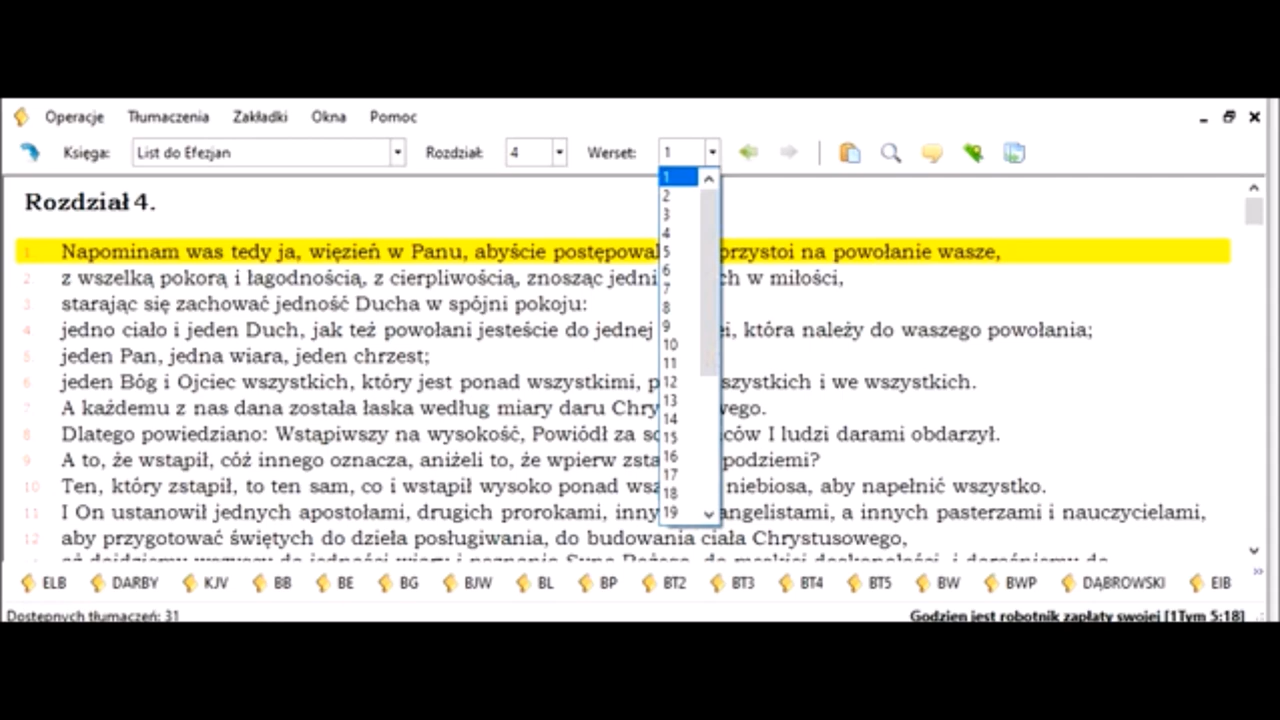 Operacje Tłumaczenia Zakładki Okna Pomoc
Księga: List do Efezjan Rozdział: 4 Werset: 1
Rozdział 4.
1 Napominam was tedy ja, więzień w Panu, abyście postępowal przystoi na powołanie wasze,
2. z wszelką pokorą i łagodnością, z cierpliwością, znosząc jedni ch w miłości,
3 starając się zachować jedność Ducha w spójni pokoju:
4 jedno ciało i jeden Duch, jak też powołani jesteście do jednej ei, która należy do waszego powołania;
5. jeden Pan, jedna wiara, jeden chrzest;
6 jeden Bóg i Ojciec wszystkich, który jest ponad wszystkimi, p szystkich i we wszystkich.
7 A każdemu z nas dana została łaska według miary daru Chry wego.
8 Dlatego powiedziano: Wstąpiwszy na wysokość, Powiódł za so ców I ludzi darami obdarzył.
9 A to, że wstąpił, cóż innego oznacza, aniżeli to, że wpierw zsta podziemi?
10 Ten, który zstąpił, to ten sam, co i wstąpił wysoko ponad wsz niebiosa, aby napełnić wszystko.
11 I On ustanowił jednych apostołami, drugich prorokami, inny angelistami, a innych pasterzami i nauczycielami,
12 aby przygotować świętych do dzieła posługiwania, do budowania ciała Chrystusowego,
1
2
3
4
5
6
7
8
9
10
11
12
13
14
15
16
17
18
19
ELB DARBY KJV BB BE BG BJW BL BP BT2 BT3 BT4 BT5 BW BWP DĄBROWSKI EIB
Dostępnych tłumaczeń: 31 Godzien jest robotnik zapłaty swojej [1Tym 5:18]